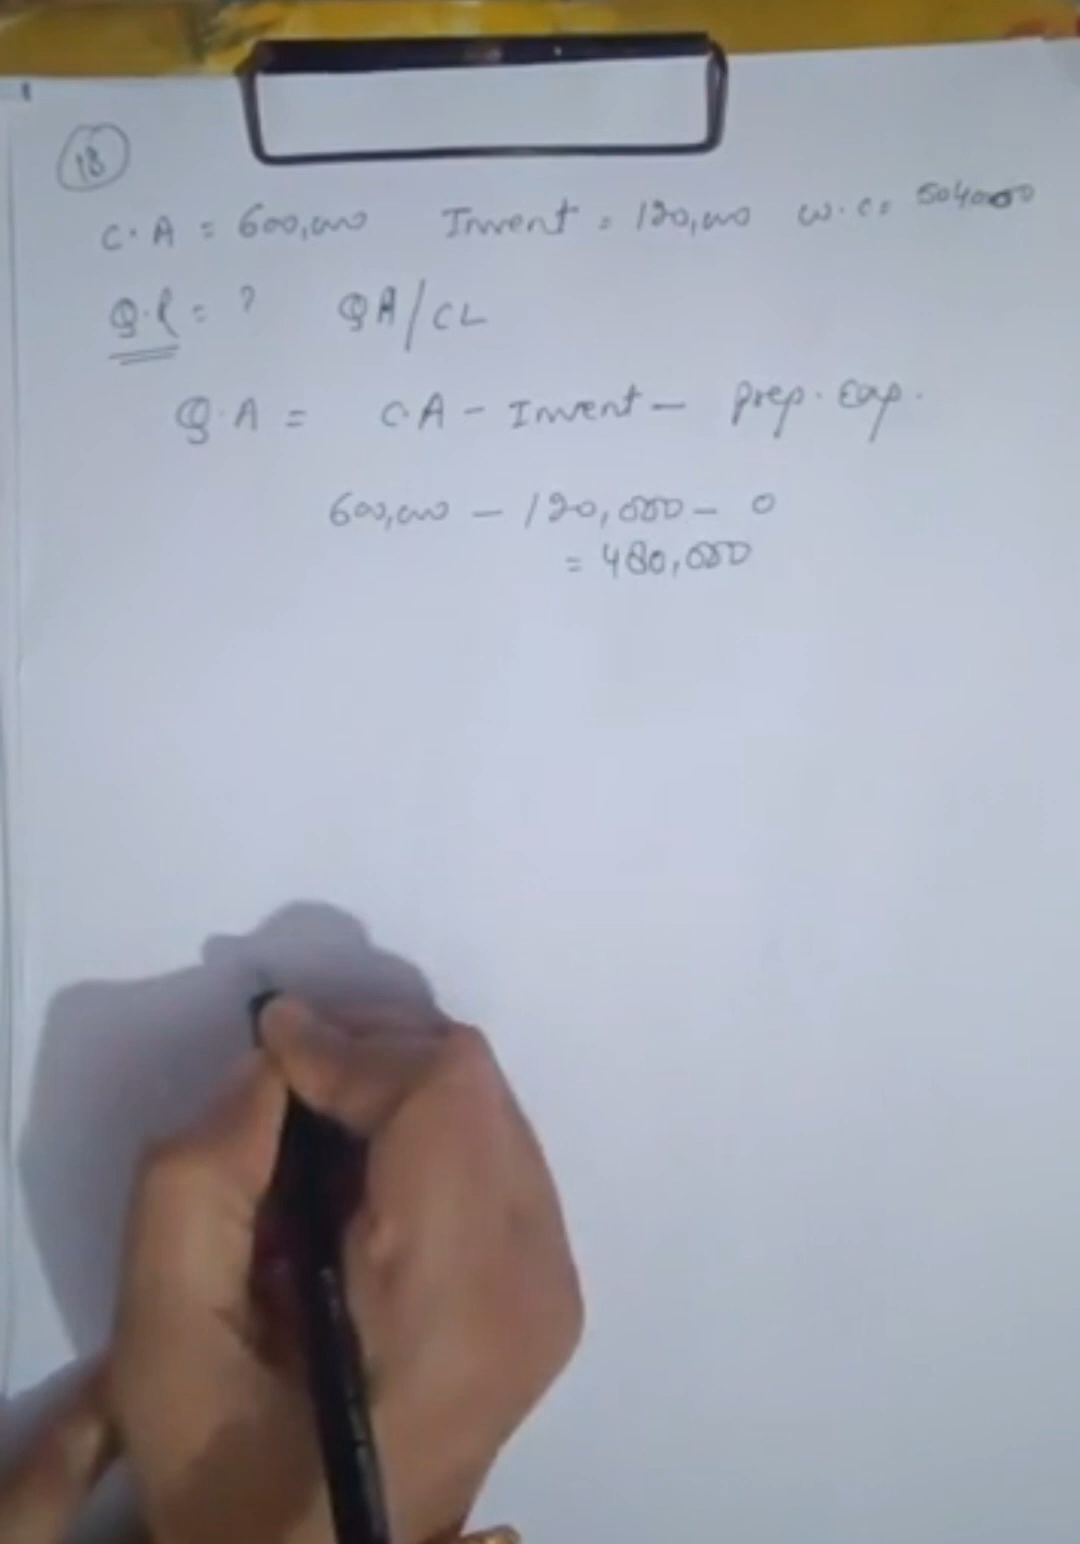 18
C.A = 600,000 Invent = 120,000 W.C = 504000
Q.R = ? QA/CL
Q.A = C.A - Invent - Prep. Exp.
600,000 - 120,000 - 0
= 480,000